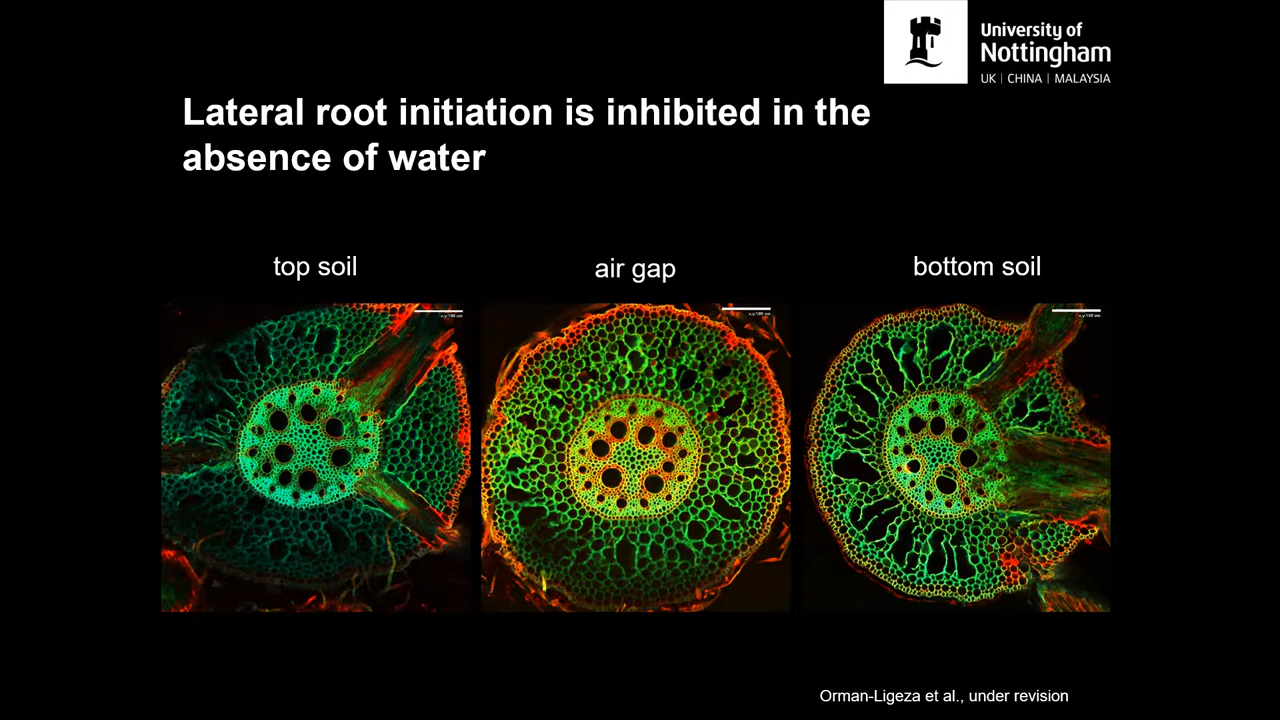 University of
Nottingham
UK | CHINA | MALAYSIA
Lateral root initiation is inhibited in the
absence of water
top soil
air gap
bottom soil
Orman-Ligeza et al., under revision